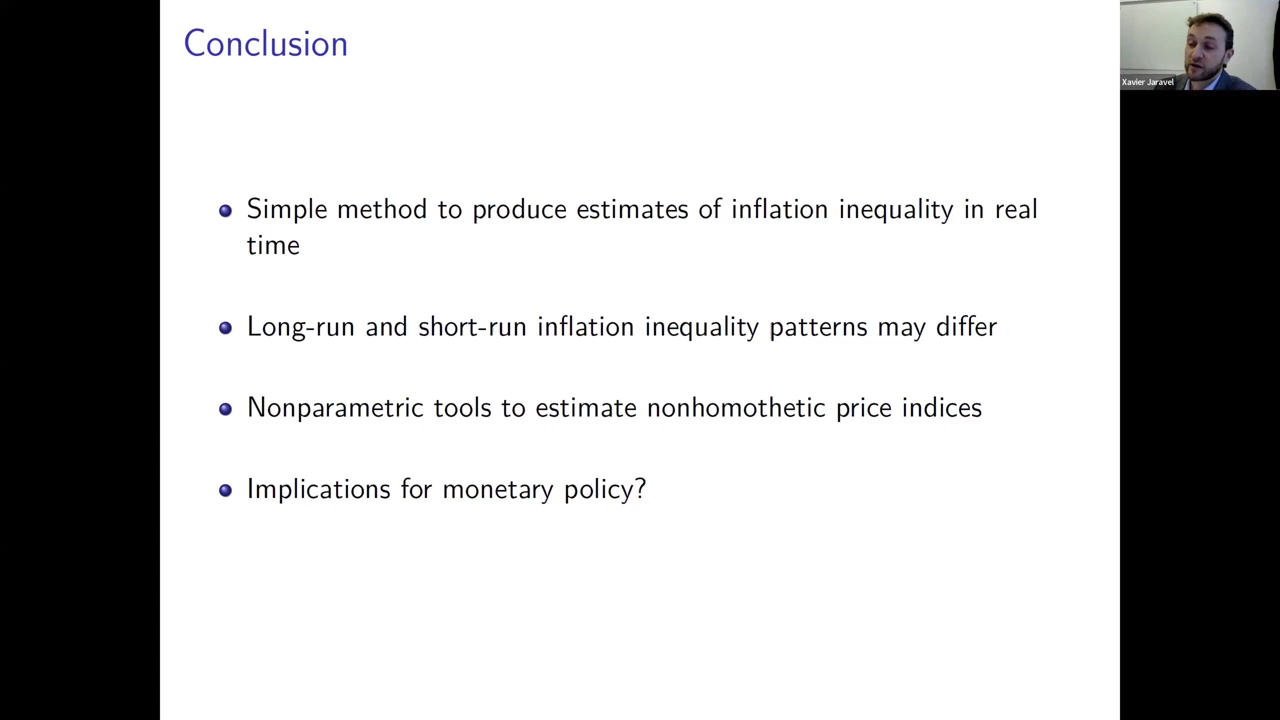 Conclusion
Xavier Jaravel
Simple method to produce estimates of inflation inequality in real
time
Long-run and short-run inflation inequality patterns may differ
Nonparametric tools to estimate nonhomothetic price indices
Implications for monetary policy?